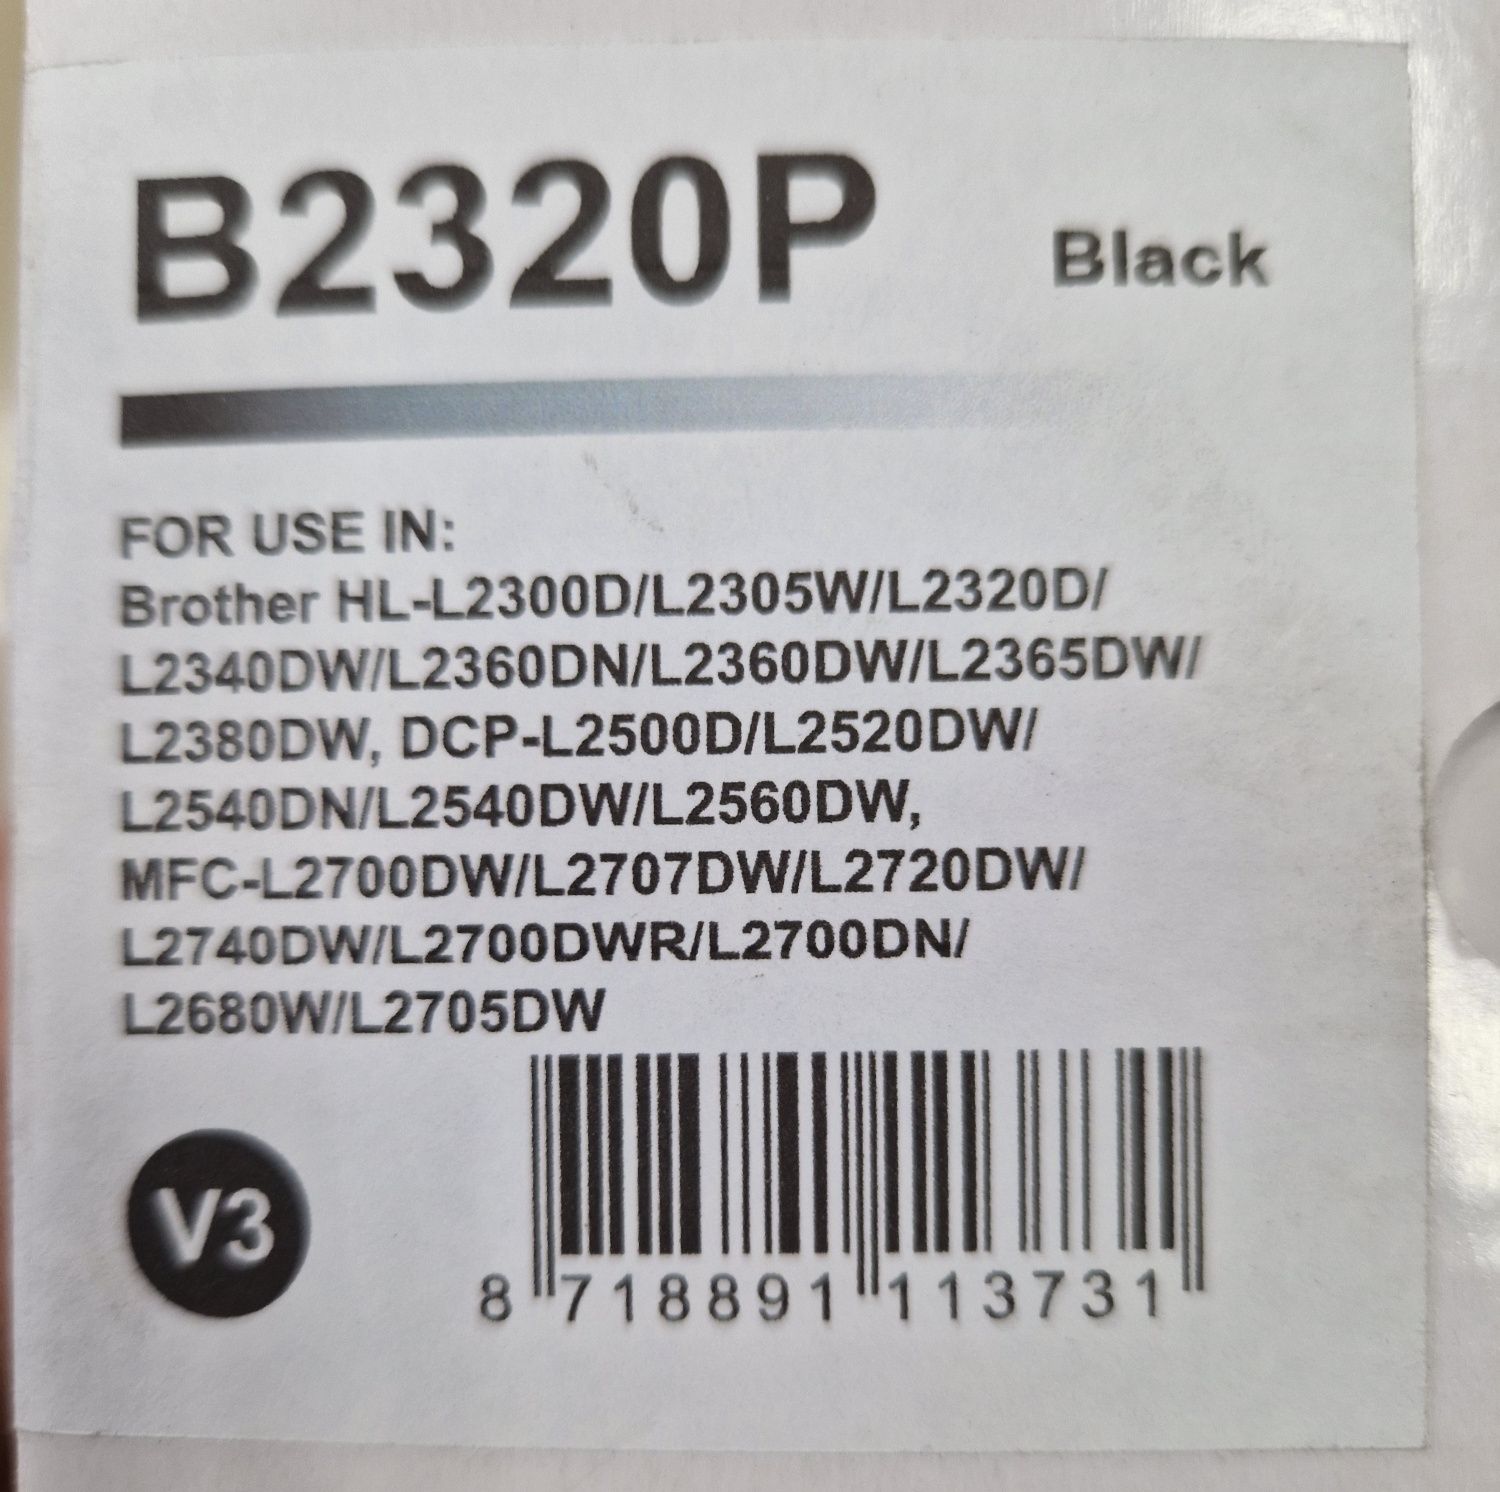 B2320P Black
FOR USE IN:
Brother HL-L2300D/L2305W/L2320D/
L2340DW/L2360DN/L2360DW/L2365DW/
L2380DW, DCP-L2500D/L2520DW/
L2540DN/L2540DW/L2560DW,
MFC-L2700DW/L2707DW/L2720DW/
L2740DW/L2700DWR/L2700DN/
L2680W/L2705DW
V3
8 718891 113731